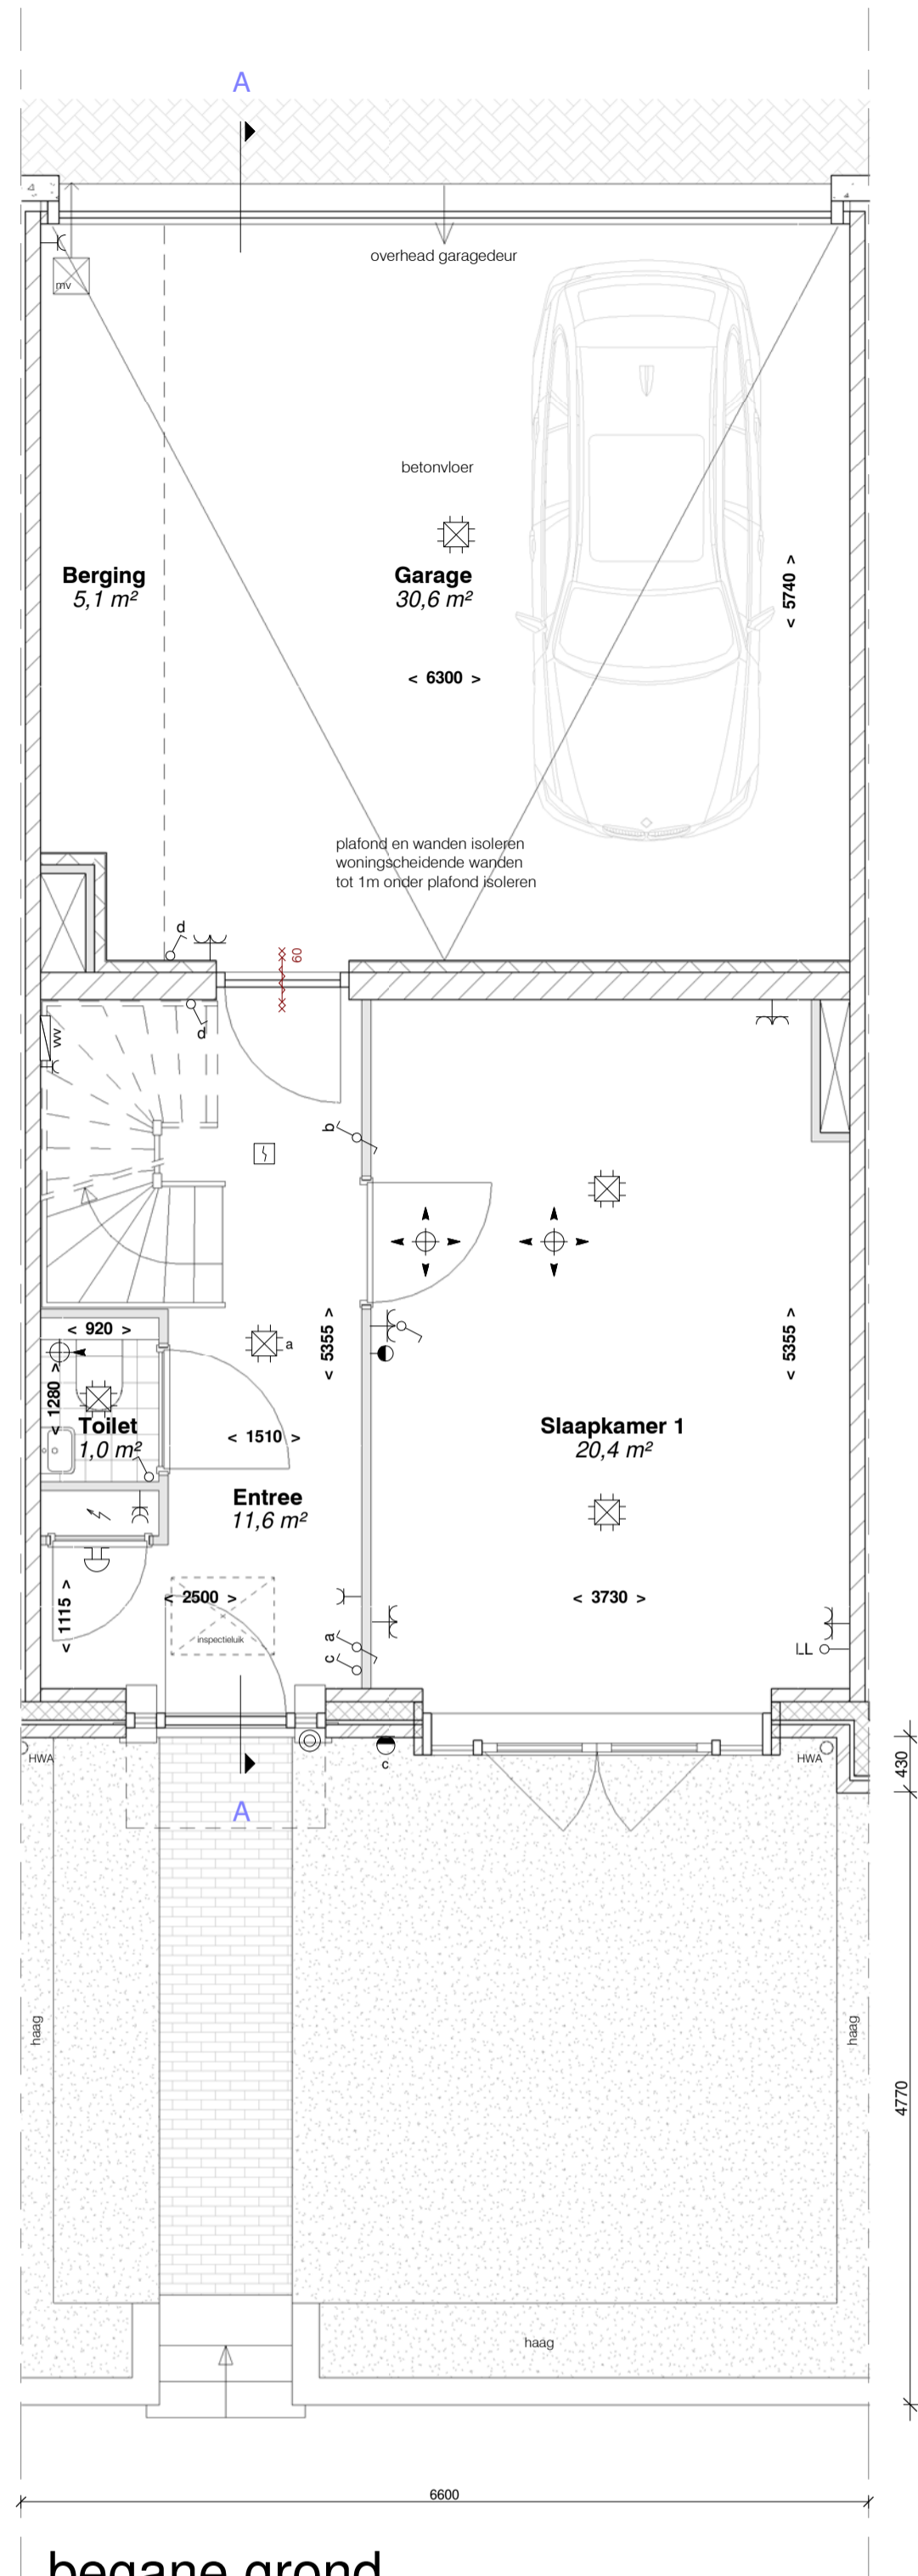 A
overhead garagedeur
mv
betonvloer
Berging
5,1 m²
Garage
30,6 m²
< 5740 >
< 6300 >
plafond en wanden isoleren
woningscheidende wanden
tot 1m onder plafond isoleren
d
60
d
wv
b
< 920 >
a
< 5355 >
< 5355 >
< 1280 >
Toilet
1,0 m²
< 1510 >
Slaapkamer 1
20,4 m²
Entree
11,6 m²
< 1115 >
< 2500 >
< 3730 >
inspectieluik
a
c
LL
HWA
c
HWA
430
A
haag
haag
4770
haag
6600
begane grond